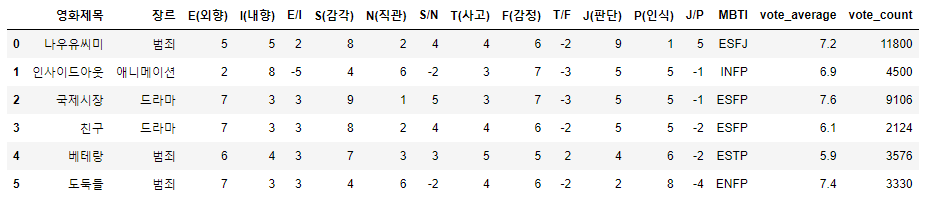 영화제목 장르 E(외향) I(내향) E/I S(감각) N(직관) S/N T(사고) F(감정) T/F J(판단) P(인식) J/P MBTI vote_average vote_count
0 나우유씨미 범죄 5 5 2 8 2 4 4 6 -2 9 1 5 ESFJ 7.2 11800
1 인사이드아웃 애니메이션 2 8 -5 4 6 -2 3 7 -3 5 5 -1 INFP 6.9 4500
2 국제시장 드라마 7 3 3 9 1 5 3 7 -3 5 5 -1 ESFP 7.6 9106
3 친구 드라마 7 3 3 8 2 4 4 6 -2 5 5 -2 ESFP 6.1 2124
4 베테랑 범죄 6 4 3 7 3 3 5 5 2 4 6 -2 ESTP 5.9 3576
5 도둑들 범죄 7 3 3 4 6 -2 4 6 -2 2 8 -4 ENFP 7.4 3330